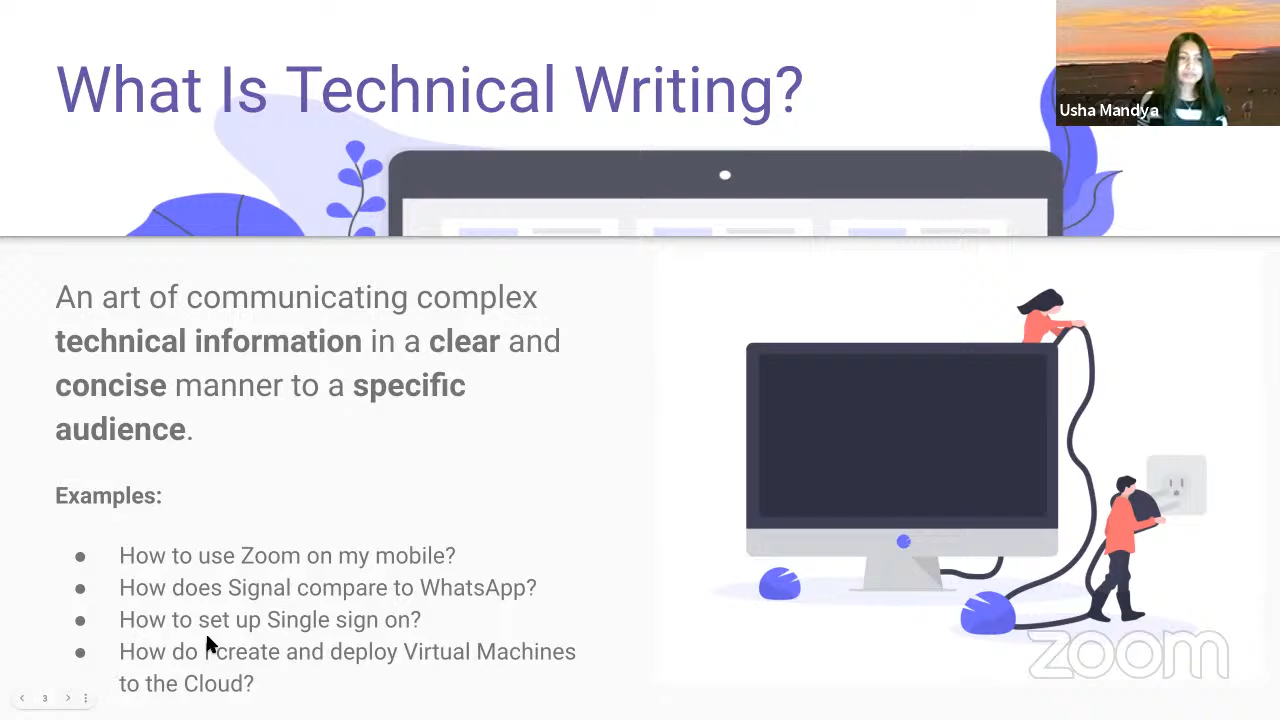 What Is Technical Writing?
Usha Mandya
An art of communicating complex
technical information in a clear and
concise manner to a specific
audience.
Examples:
● How to use Zoom on my mobile?
● How does Signal compare to WhatsApp?
● How to set up Single sign on?
● How do I create and deploy Virtual Machines
to the Cloud?
3
zoom